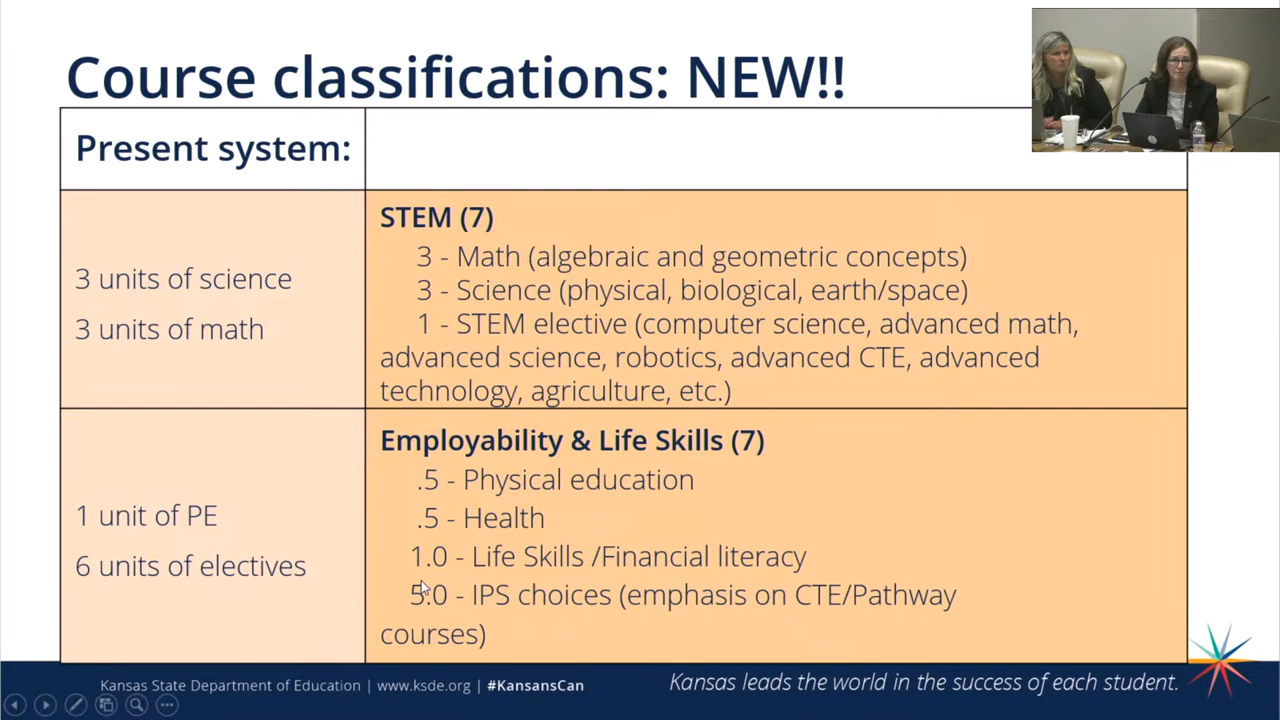 Course classifications: NEW!!
Present system:
3 units of science
3 units of math
STEM (7)
3 - Math (algebraic and geometric concepts)
3 - Science (physical, biological, earth/space)
1 - STEM elective (computer science, advanced math,
advanced science, robotics, advanced CTE, advanced
technology, agriculture, etc.)
1 unit of PE
6 units of electives
Employability & Life Skills (7)
.5 - Physical education
.5 - Health
1.0 - Life Skills /Financial literacy
5.0 - IPS choices (emphasis on CTE/Pathway
courses)
Kansas State Department of Education | www.ksde.org | #KansansCan
Kansas leads the world in the success of each student.